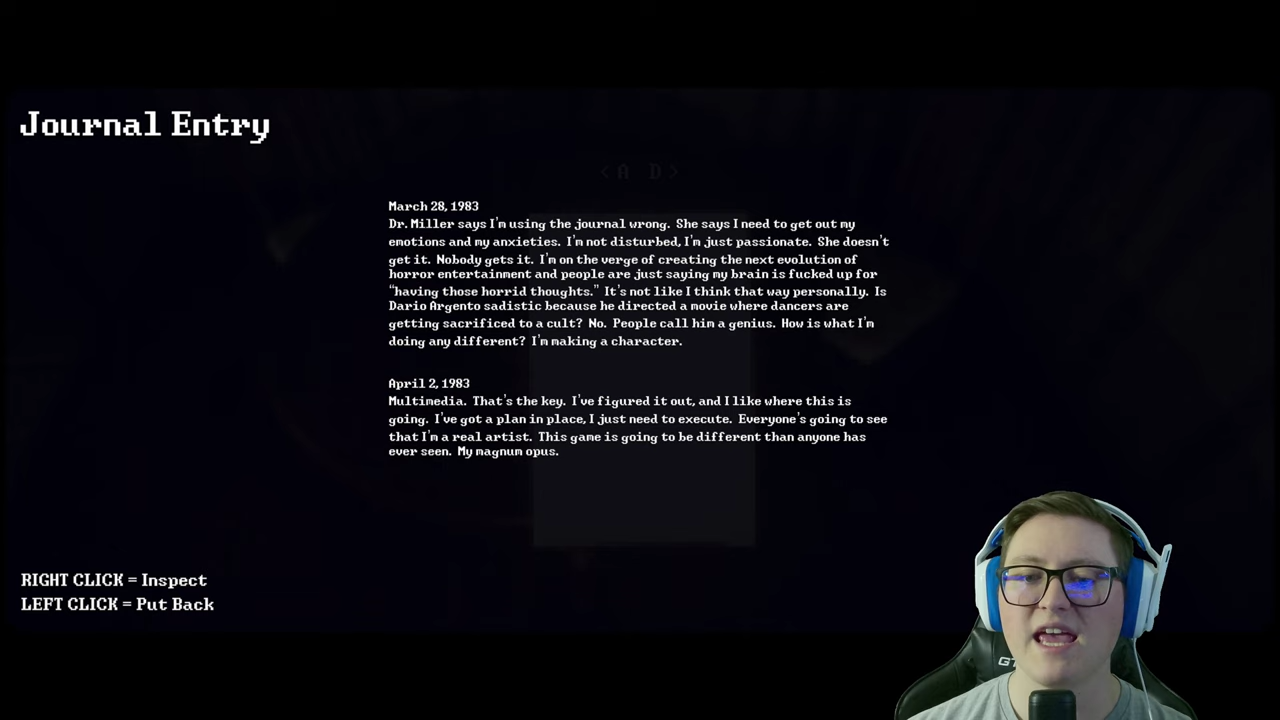 Journal Entry
<A D>
March 28, 1983
Dr. Miller says I'm using the journal wrong. She says I need to get out my
emotions and my anxieties. I'm not disturbed, I'm just passionate. She doesn't
get it. Nobody gets it. I'm on the verge of creating the next evolution of
horror entertainment and people are just saying my brain is fucked up for
"having those horrid thoughts." It's not like I think that way personally. Is
Dario Argento sadistic because he directed a movie where dancers are
getting sacrificed to a cult? No. People call him a genius. How is what I'm
doing any different? I'm making a character.
April 2, 1983
Multimedia. That's the key. I've figured it out, and I like where this is
going. I've got a plan in place, I just need to execute. Everyone's going to see
that I'm a real artist. This game is going to be different than anyone has
ever seen. My magnum opus.
RIGHT CLICK = Inspect
LEFT CLICK = Put Back
GT